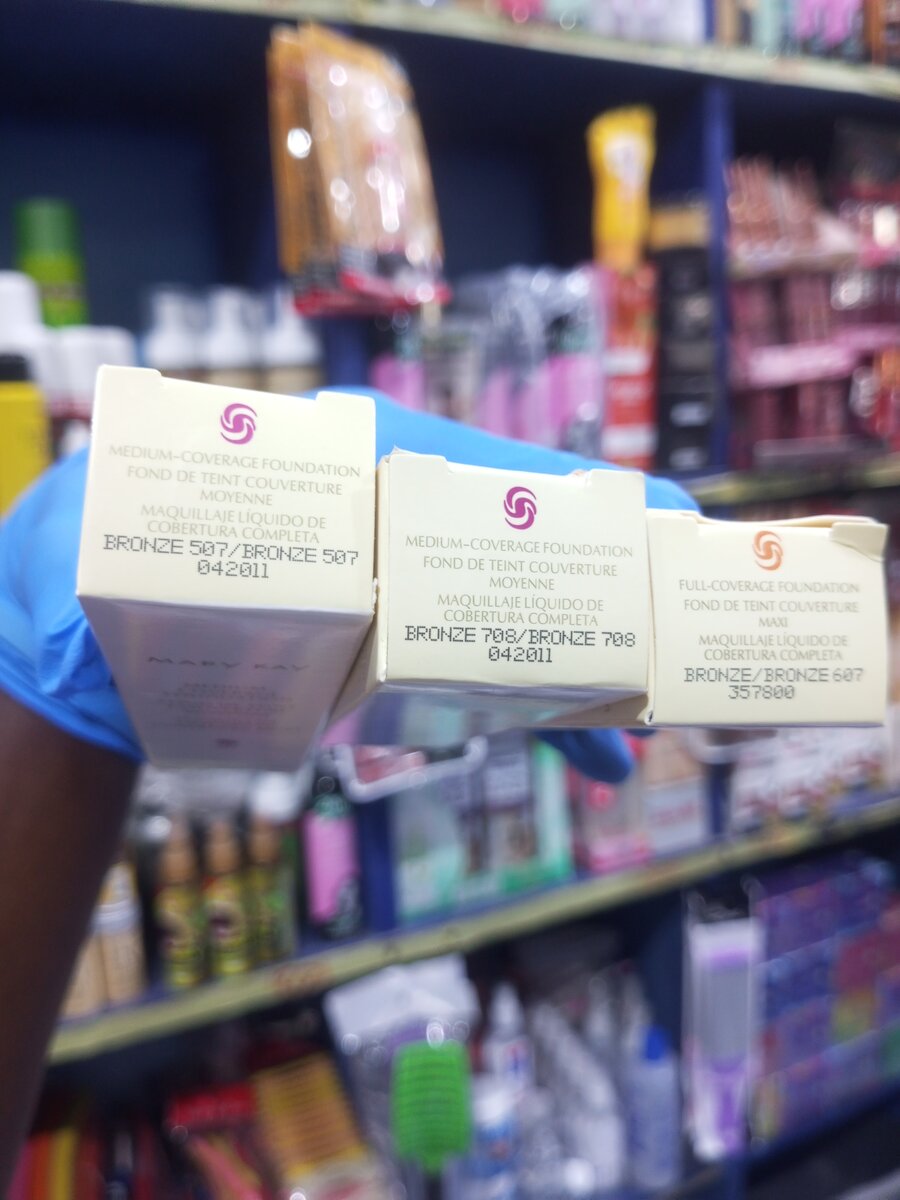 MEDIUM-COVERAGE FOUNDATION
FOND DE TEINT COUVERTURE
MOYENNE
MAQUILLAJE LÍQUIDO DE
COBERTURA COMPLETA
BRONZE 507/BRONZE 507
042011
MARY KAY
MEDIUM-COVERAGE FOUNDATION
FOND DE TEINT COUVERTURE
MOYENNE
MAQUILLAJE LÍQUIDO DE
COBERTURA COMPLETA
BRONZE 708/BRONZE 708
042011
FULL-COVERAGE FOUNDATION
FOND DE TEINT COUVERTURE
MAXI
MAQUILLAJE LÍQUIDO DE
COBERTURA COMPLETA
BRONZE/BRONZE 607
357800